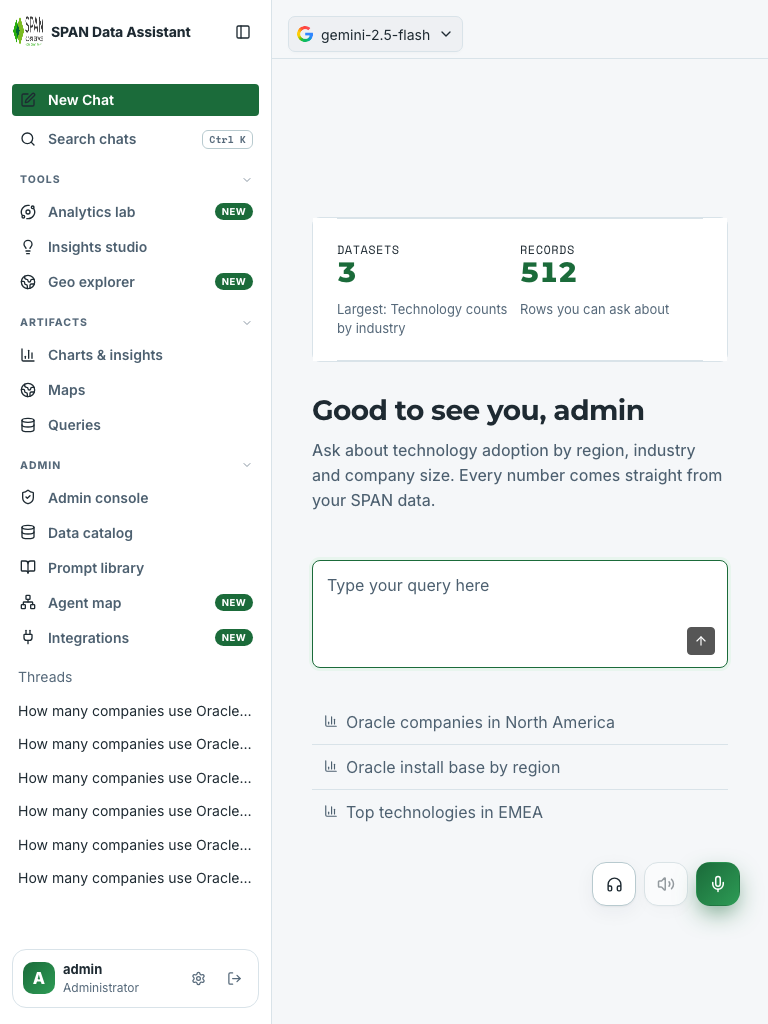 SPAN
SPAN Data Assistant
New Chat
Search chats
Ctrl K
TOOLS
Analytics lab
NEW
Insights studio
Geo explorer
NEW
ARTIFACTS
Charts & insights
Maps
Queries
ADMIN
Admin console
Data catalog
Prompt library
Agent map
NEW
Integrations
NEW
Threads
How many companies use Oracle...
How many companies use Oracle...
How many companies use Oracle...
How many companies use Oracle...
How many companies use Oracle...
How many companies use Oracle...
A
admin
Administrator
gemini-2.5-flash
DATASETS
3
Largest: Technology counts
by industry
RECORDS
512
Rows you can ask about
Good to see you, admin
Ask about technology adoption by region, industry
and company size. Every number comes straight from
your SPAN data.
Type your query here
Oracle companies in North America
Oracle install base by region
Top technologies in EMEA